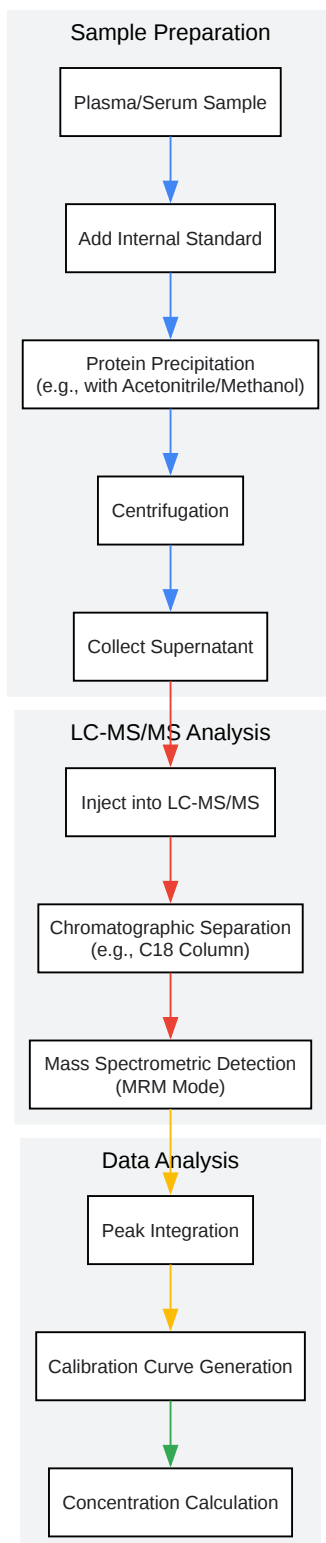 Sample Preparation
Plasma/Serum Sample
Add Internal Standard
Protein Precipitation
(e.g., with Acetonitrile/Methanol)
Centrifugation
Collect Supernatant
LC-MS/MS Analysis
Inject into LC-MS/MS
Chromatographic Separation
(e.g., C18 Column)
Mass Spectrometric Detection
(MRM Mode)
Data Analysis
Peak Integration
Calibration Curve Generation
Concentration Calculation